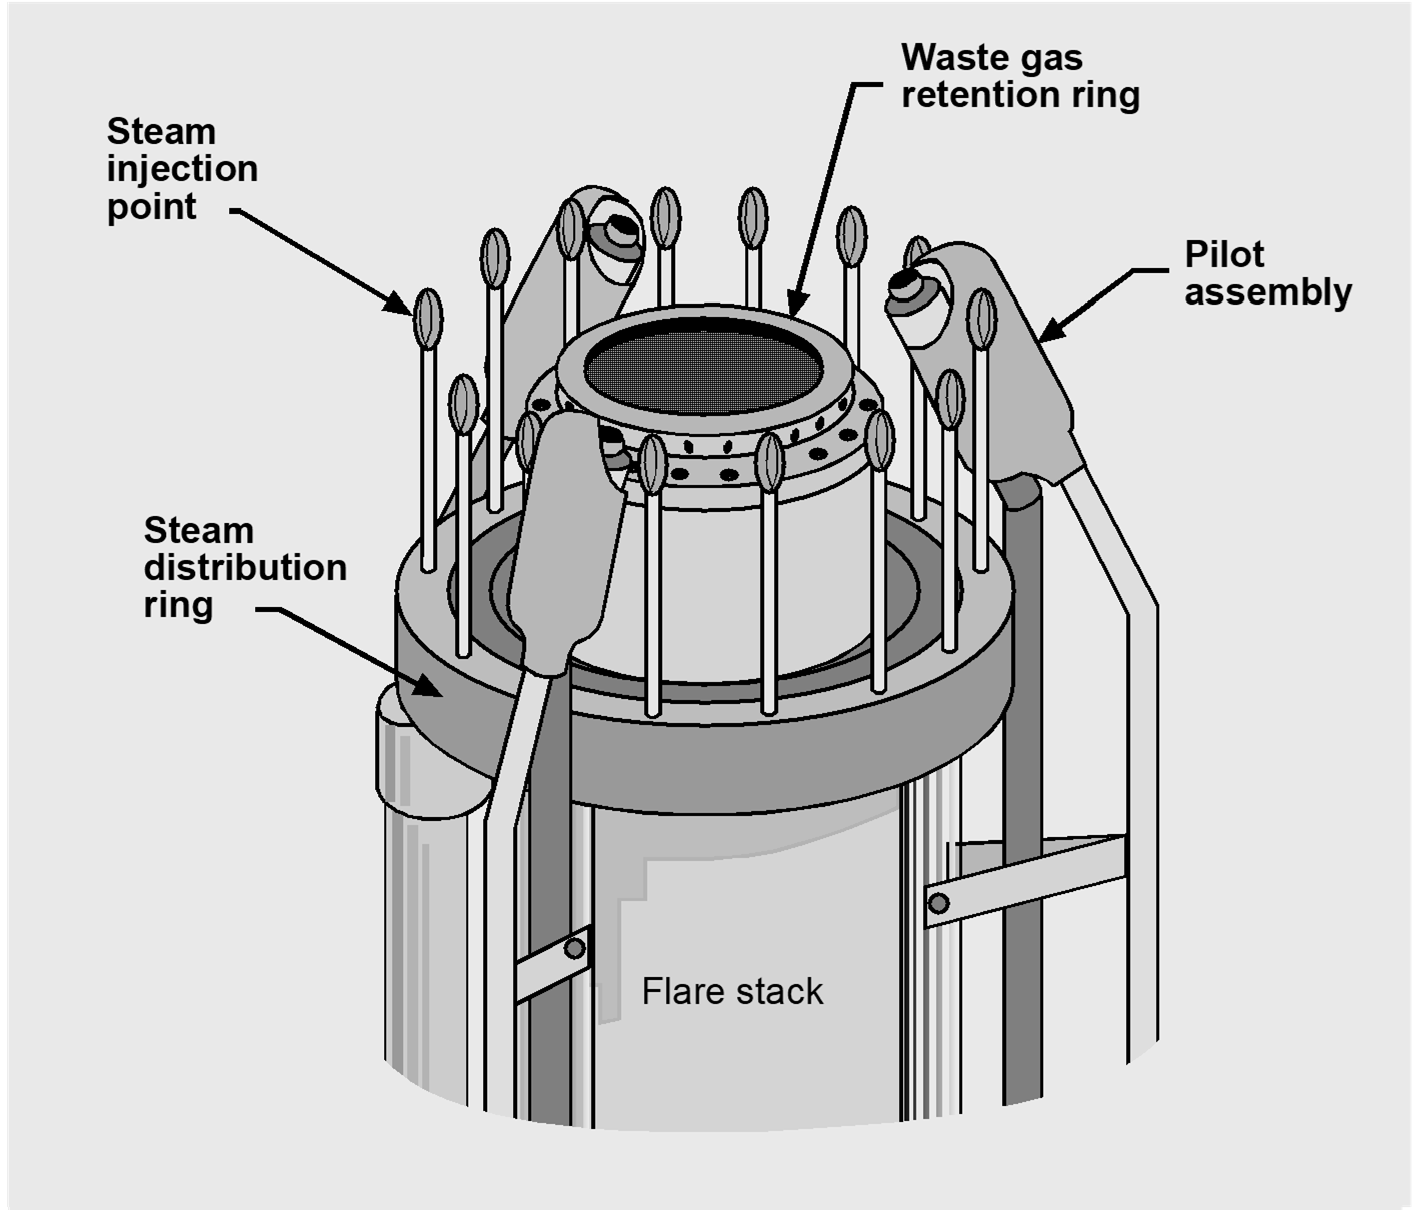 Waste gas
retention ring
Steam
injection
point
Pilot
assembly
Steam
distribution
ring
Flare stack